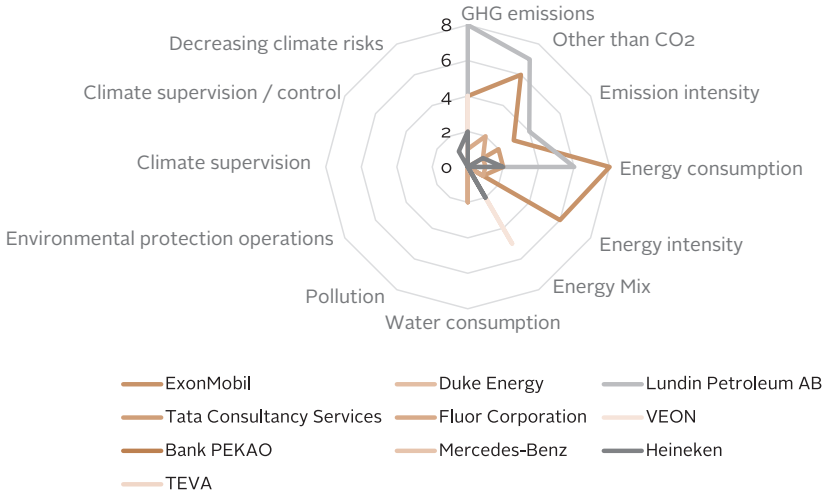 GHG emissions
Other than CO2
Emission intensity
Energy consumption
Energy intensity
Energy Mix
Water consumption
Pollution
Environmental protection operations
Climate supervision
Climate supervision / control
Decreasing climate risks
8
6
4
2
0
ExonMobil
Duke Energy
Lundin Petroleum AB
Tata Consultancy Services
Fluor Corporation
VEON
Bank PEKAO
Mercedes-Benz
Heineken
TEVA